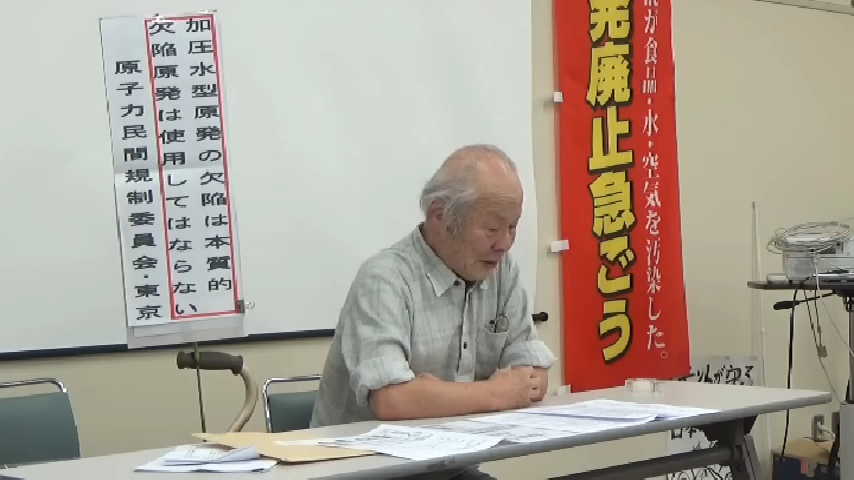 加圧水型原発の欠陥は本質的
欠陥原発は使用してはならない
原子力民間規制委員会・東京
が食品・水・空気を汚染した。
発廃止急ごう